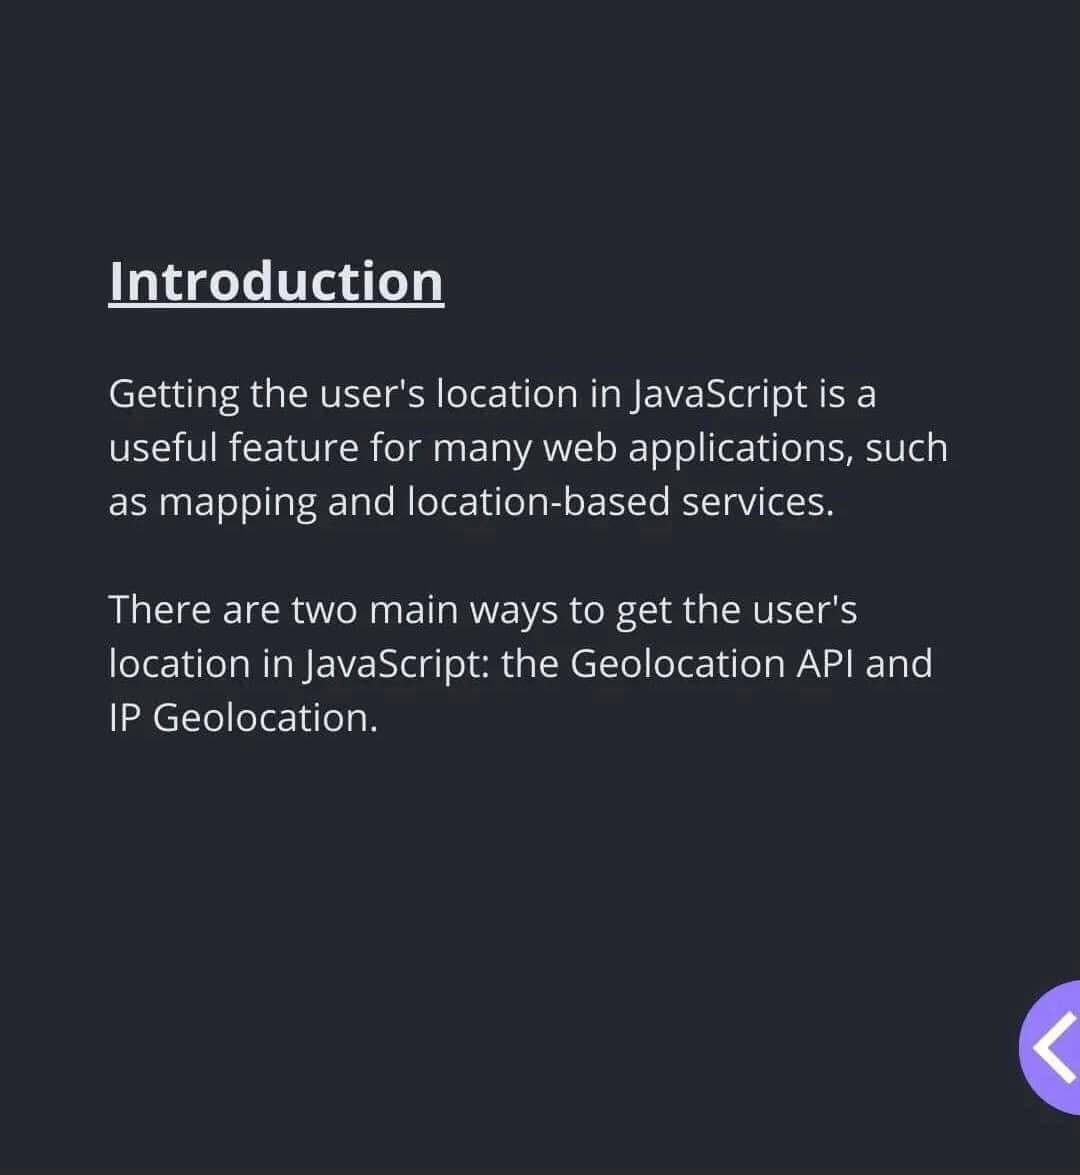 Introduction
Getting the user's location in JavaScript is a
useful feature for many web applications, such
as mapping and location-based services.
There are two main ways to get the user's
location in JavaScript: the Geolocation API and
IP Geolocation.